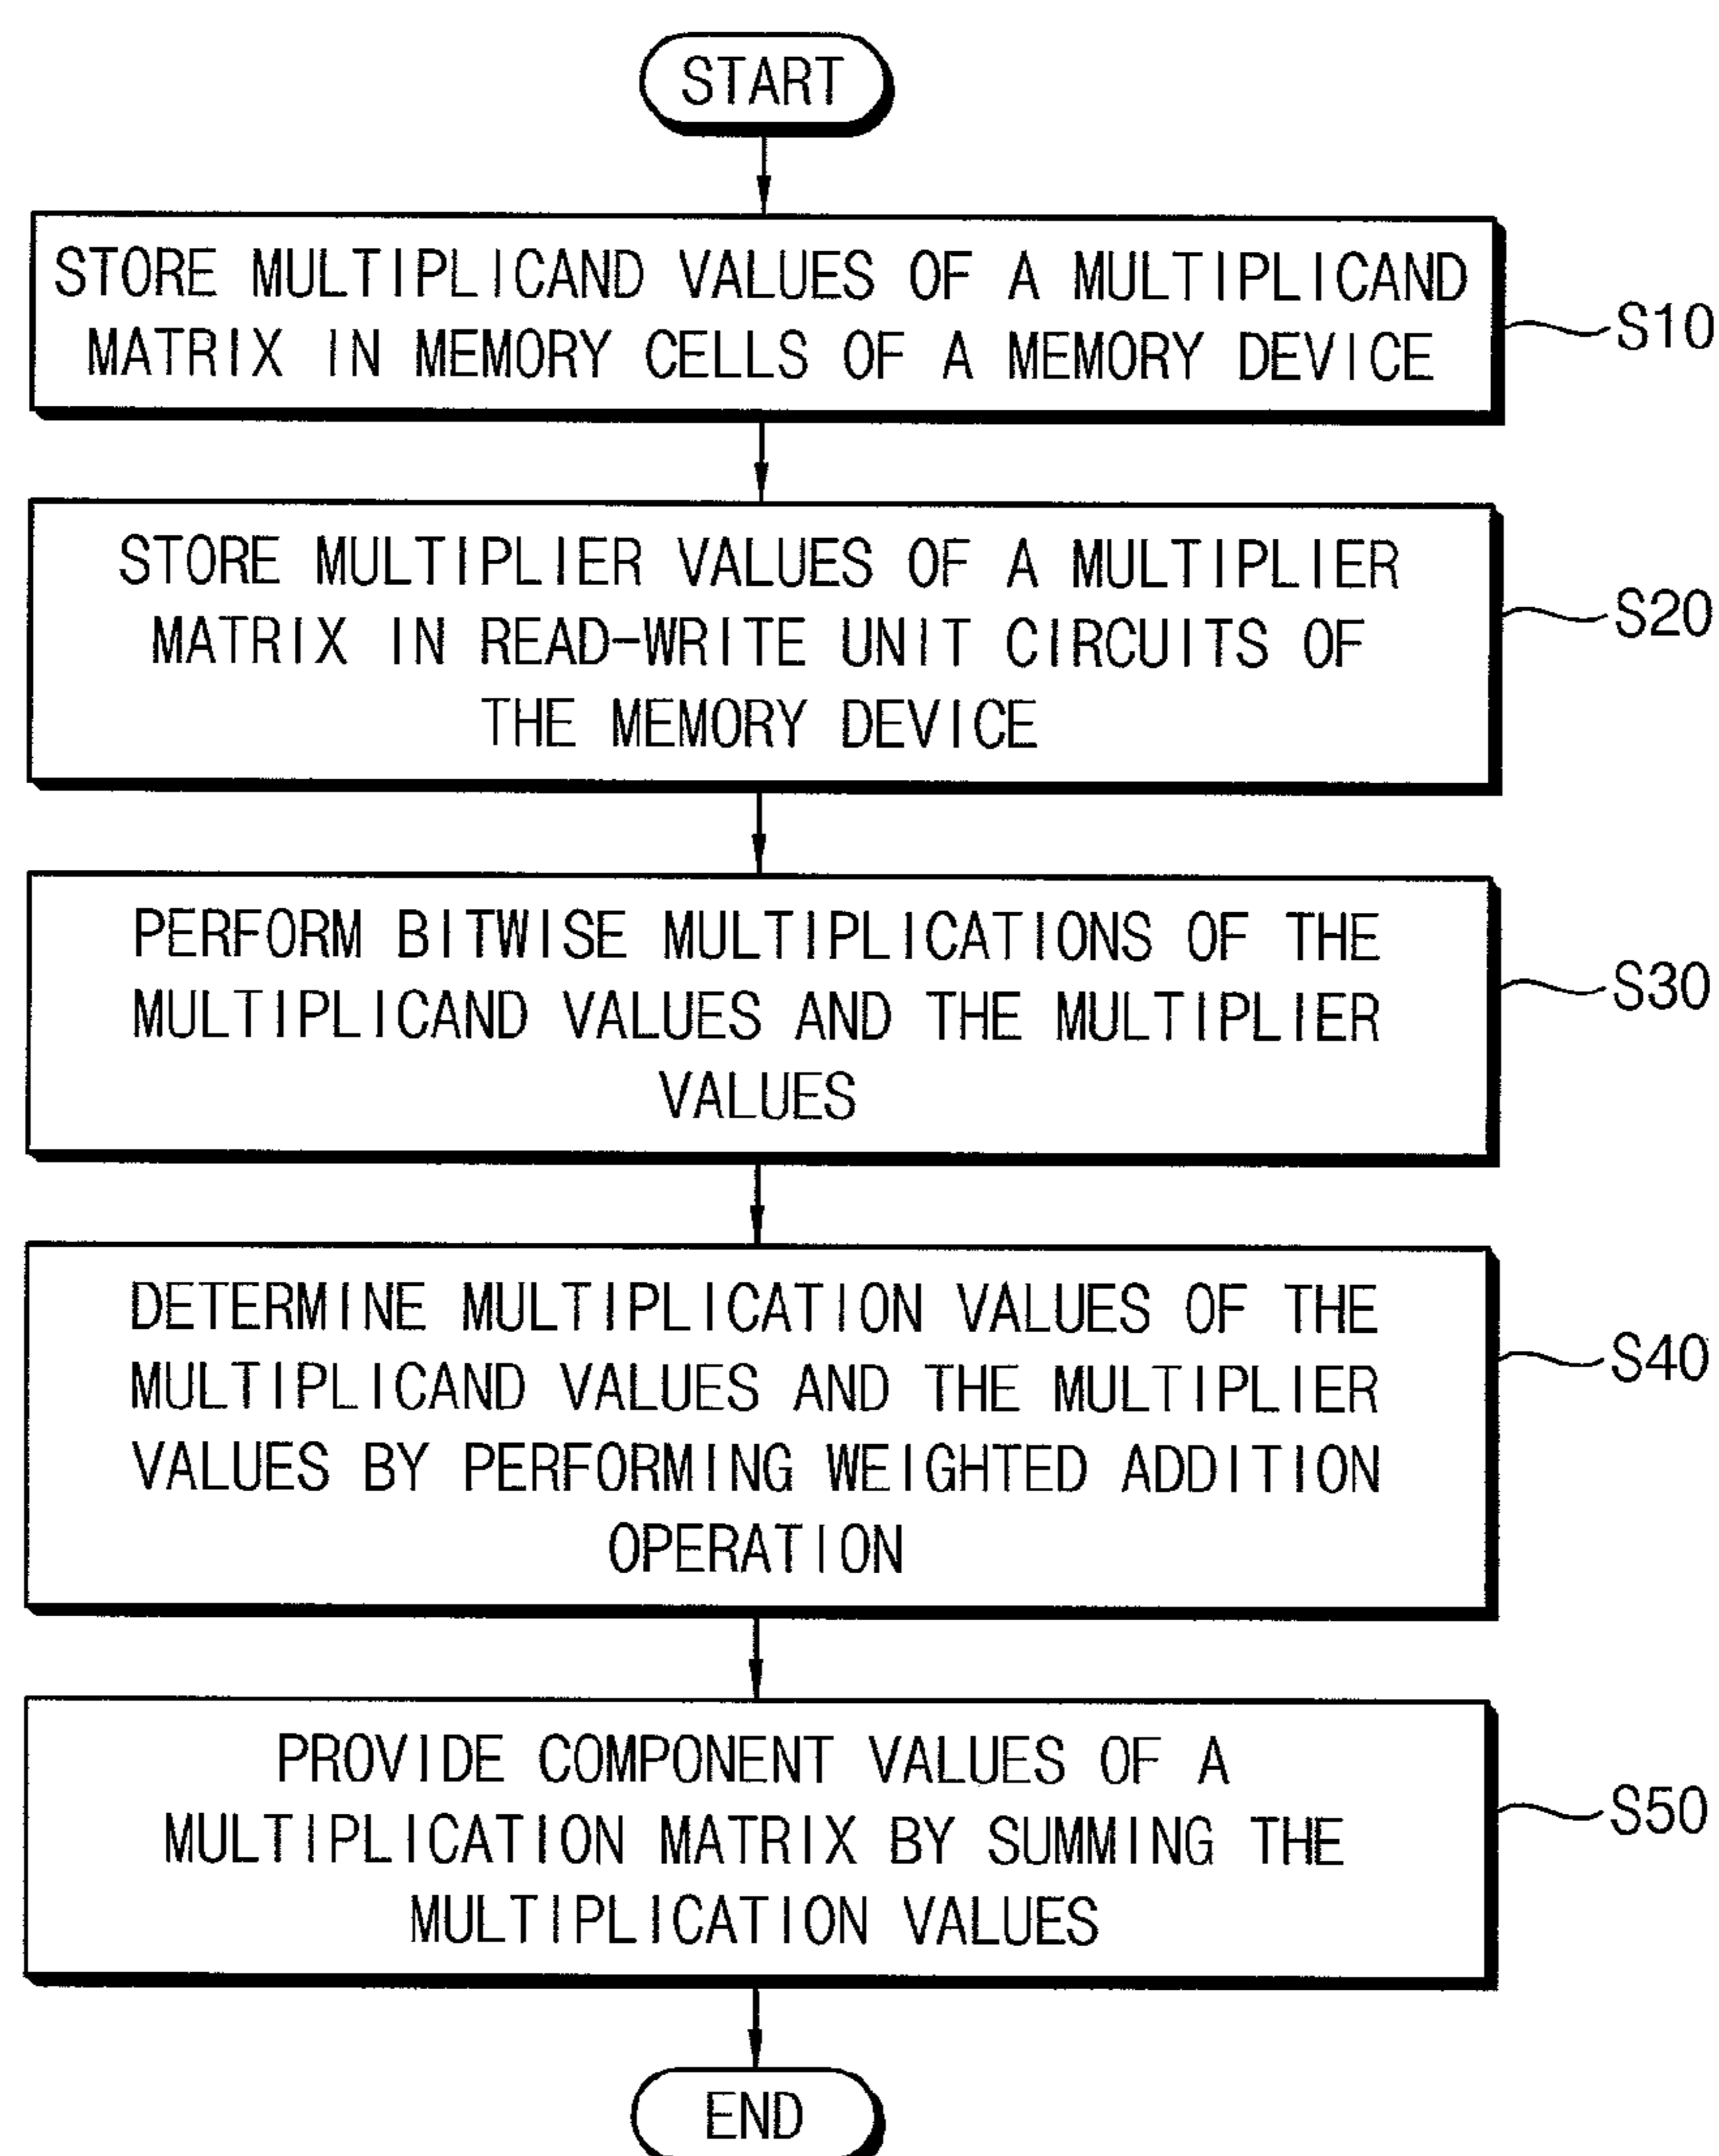 START
STORE MULTIPLICAND VALUES OF A MULTIPLICAND
MATRIX IN MEMORY CELLS OF A MEMORY DEVICE
S10
STORE MULTIPLIER VALUES OF A MULTIPLIER
MATRIX IN READ-WRITE UNIT CIRCUITS OF
THE MEMORY DEVICE
S20
PERFORM BITWISE MULTIPLICATIONS OF THE
MULTIPLICAND VALUES AND THE MULTIPLIER
VALUES
S30
DETERMINE MULTIPLICATION VALUES OF THE
MULTIPLICAND VALUES AND THE MULTIPLIER
VALUES BY PERFORMING WEIGHTED ADDITION
OPERATION
S40
PROVIDE COMPONENT VALUES OF A
MULTIPLICATION MATRIX BY SUMMING THE
MULTIPLICATION VALUES
S50
END